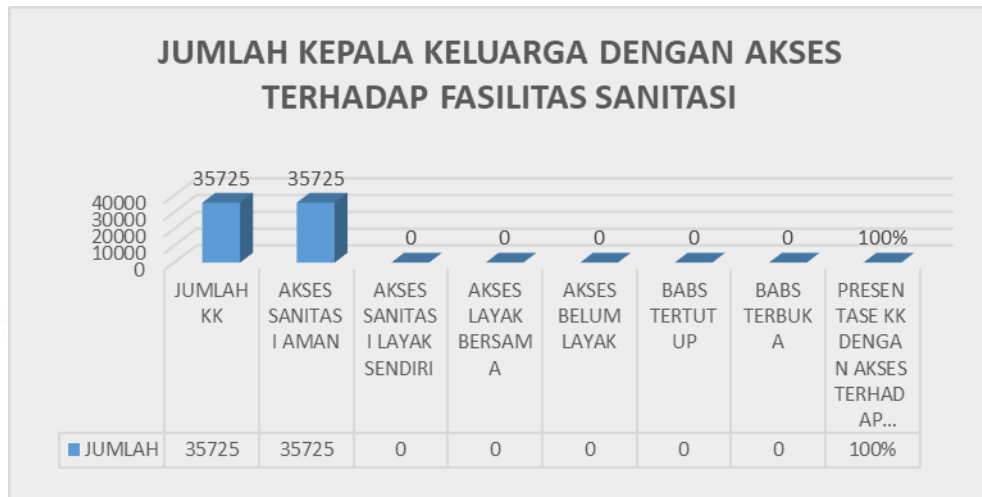 JUMLAH KEPALA KELUARGA DENGAN AKSES
TERHADAP FASILITAS SANITASI
35725 35725 0 0 0 0 0 100%
40000
30000
20000
10000
0
JUMLAH
KK
AKSES
SANITAS
I AMAN
AKSES
SANITAS
I LAYAK
SENDIRI
AKSES
LAYAK
BERSAM
A
AKSES
BELUM
LAYAK
BABS
TERTUT
UP
BABS
TERBUK
A
PRESEN
TASE KK
DENGA
N AKSES
TERHAD
AP...
JUMLAH 35725 35725 0 0 0 0 0 100%